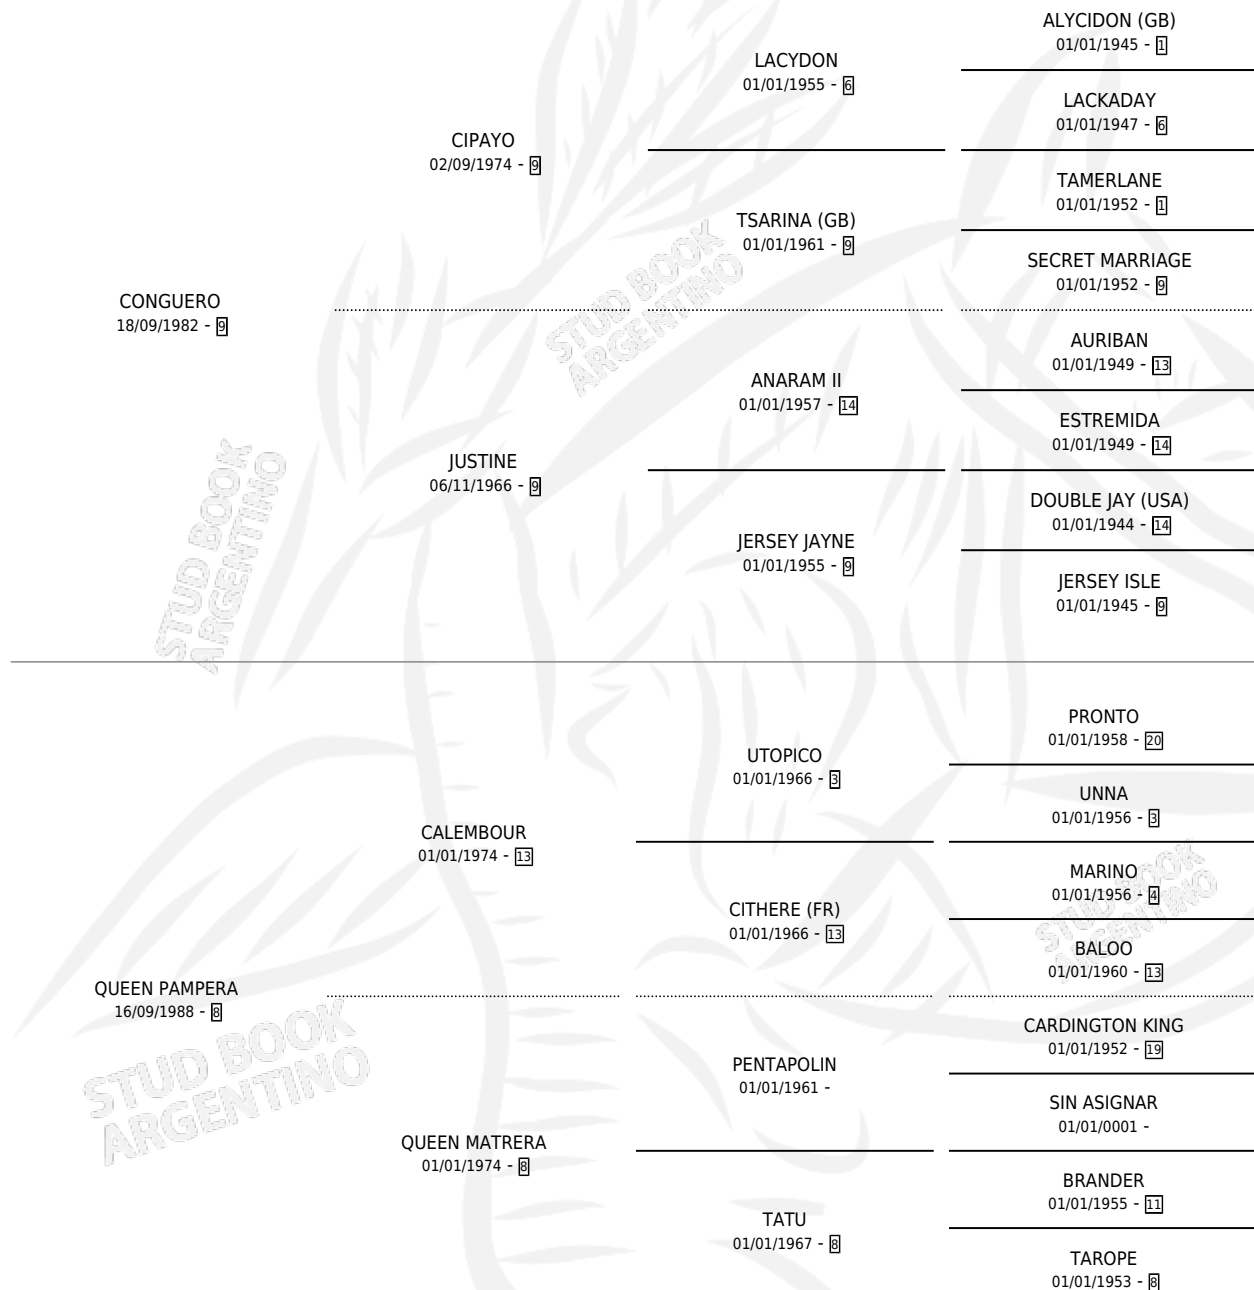 ALYCIDON (GB)
01/01/1945 - 1
LACYDON
01/01/1955 - 6
LACKADAY
01/01/1947 - 6
CIPAYO
02/09/1974 - 9
TAMERLANE
01/01/1952 - 1
TSARINA (GB)
01/01/1961 - 9
SECRET MARRIAGE
01/01/1952 - 9
CONGUERO
18/09/1982 - 9
STUD BOOK
ARGENTINO
AURIBAN
01/01/1949 - 13
ANARAM II
01/01/1957 - 14
ESTREMIDA
01/01/1949 - 14
JUSTINE
06/11/1966 - 9
DOUBLE JAY (USA)
01/01/1944 - 14
JERSEY JAYNE
01/01/1955 - 9
JERSEY ISLE
01/01/1945 - 9
STUD BOOK
ARGENTINO
PRONTO
01/01/1958 - 20
UTOPICO
01/01/1966 - 3
UNNA
01/01/1956 - 3
CALEMBOUR
01/01/1974 - 13
MARINO
01/01/1956 - 4
CITHERE (FR)
01/01/1966 - 13
STUD BOOK
ARGENTINO
BALOO
01/01/1960 - 13
QUEEN PAMPERA
16/09/1988 - 8
CARDINGTON KING
01/01/1952 - 19
STUD BOOK
ARGENTINO
PENTAPOLIN
01/01/1961 -
SIN ASIGNAR
01/01/0001 -
QUEEN MATRERA
01/01/1974 - 8
BRANDER
01/01/1955 - 11
TATU
01/01/1967 - 8
TAROPE
01/01/1953 - 8